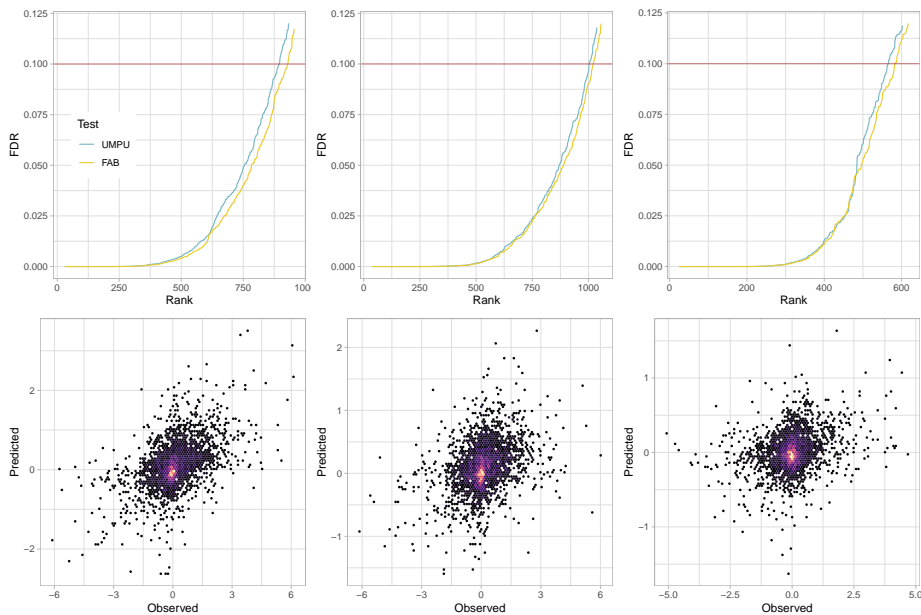 0.125
0.100
0.075
0.050
0.025
0.000
FDR
Test
UMPU
FAB
0 250 500 750 100
Rank
0.125
0.100
0.075
0.050
0.025
0.000
FDR
0 250 500 750 1000
Rank
0.125
0.100
0.075
0.050
0.025
0.000
FDR
0 200 400 600
Rank
2
0
−2
Predicted
−6 −3 0 3 6
Observed
2
1
0
−1
Predicted
−6 −3 0 3 6
Observed
1
0
−1
Predicted
−5.0 −2.5 0.0 2.5 5.0
Observed